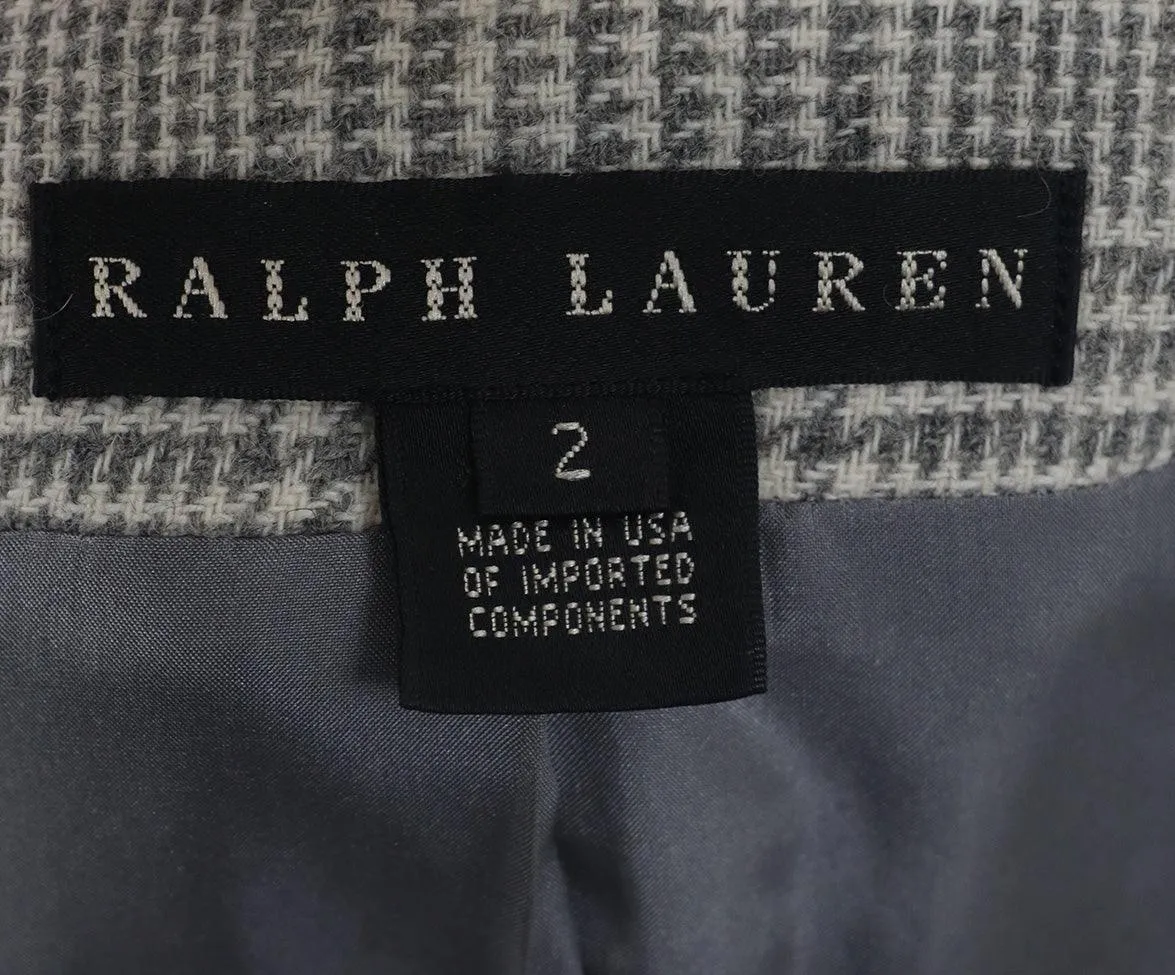 RALPH LAUREN
2
MADE IN USA
OF IMPORTED
COMPONENTS